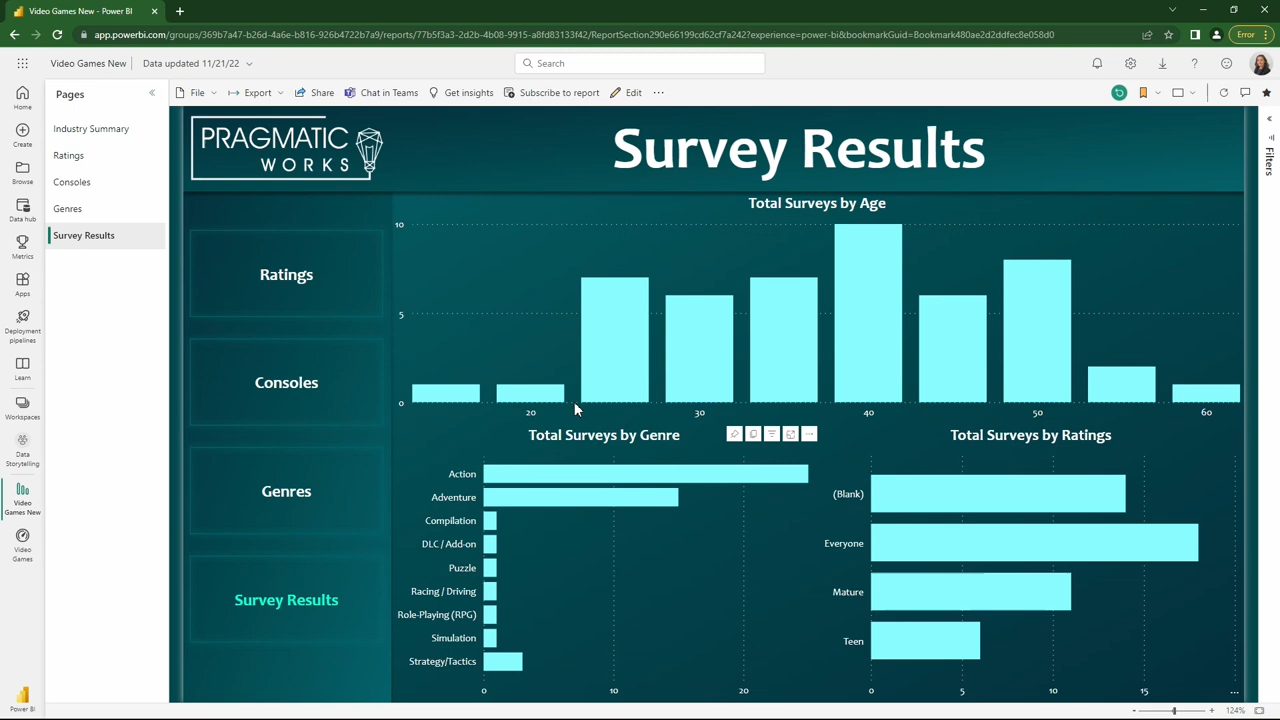 Video Games New - Power BI
app.powerbi.com/groups/369b7a47-b26d-4a6e-b816-926b4722b7a9/reports/77b5f3a3-2d2b-4b08-9915-a8fd83133f42/ReportSection290e66199cd62cf7a242?experience=power-bi&bookmarkGuid=Bookmark480ae2d2ddfec8e058d0
Error
Video Games New
Data updated 11/21/22
Search
Pages
File
Export
Share
Chat in Teams
Get insights
Subscribe to report
Edit
Home
Create
Browse
Data hub
Metrics
Apps
Deployment
pipelines
Learn
Workspaces
Data
Storytelling
Video
Games New
Video
Games
Power BI
Industry Summary
Ratings
Consoles
Genres
Survey Results
PRAGMATIC
WORKS
Survey Results
Filters
Ratings
Consoles
Genres
Survey Results
Total Surveys by Age
10
5
0
20
30
40
50
60
Total Surveys by Genre
Action
Adventure
Compilation
DLC / Add-on
Puzzle
Racing / Driving
Role-Playing (RPG)
Simulation
Strategy/Tactics
0
10
20
Total Surveys by Ratings
(Blank)
Everyone
Mature
Teen
0
5
10
15
...
124%